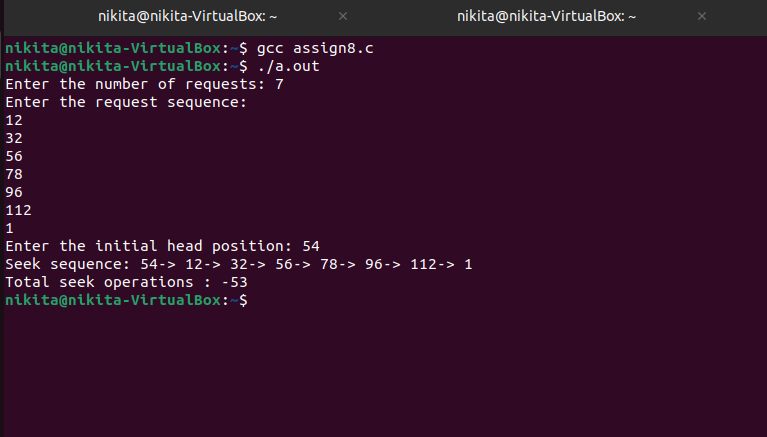 nikita@nikita-VirtualBox: ~ × nikita@nikita-VirtualBox: ~ ×
nikita@nikita-VirtualBox:~$ gcc assign8.c
nikita@nikita-VirtualBox:~$ ./a.out
Enter the number of requests: 7
Enter the request sequence:
12
32
56
78
96
112
1
Enter the initial head position: 54
Seek sequence: 54-> 12-> 32-> 56-> 78-> 96-> 112-> 1
Total seek operations : -53
nikita@nikita-VirtualBox:~$